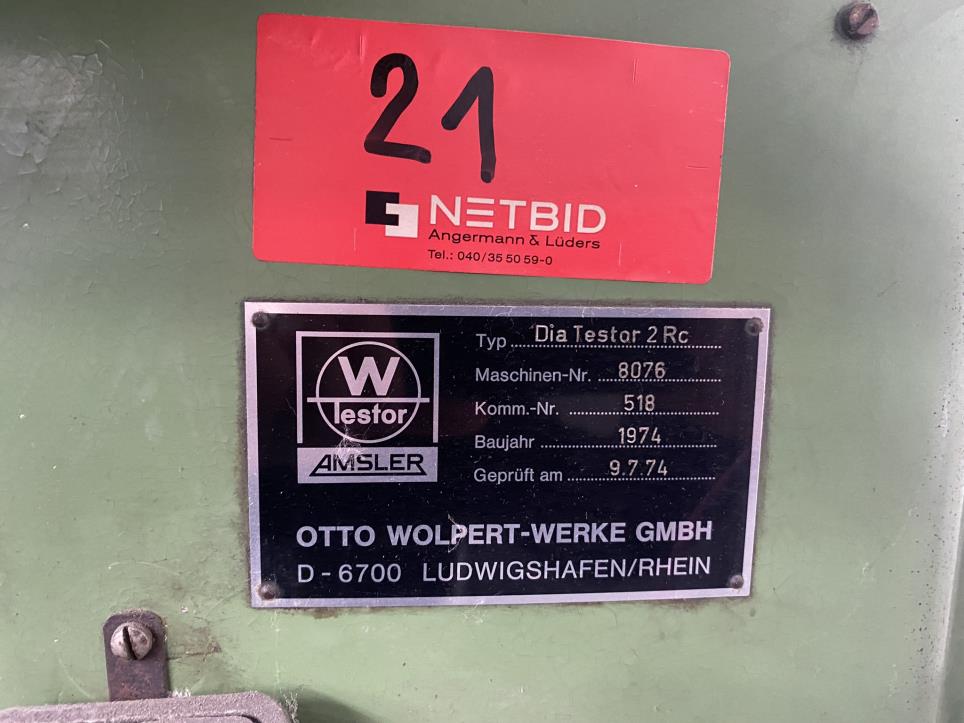 21
NETBID
Angermann & Lüders
Tel.: 040/35 50 59-0
W
Testor
AMSLER
Typ Dia Testor 2 Rc
Maschinen-Nr. 8076
Komm.-Nr. 518
Baujahr 1974
Geprüft am 9.7.74
OTTO WOLPERT-WERKE GMBH
D - 6700 LUDWIGSHAFEN/RHEIN